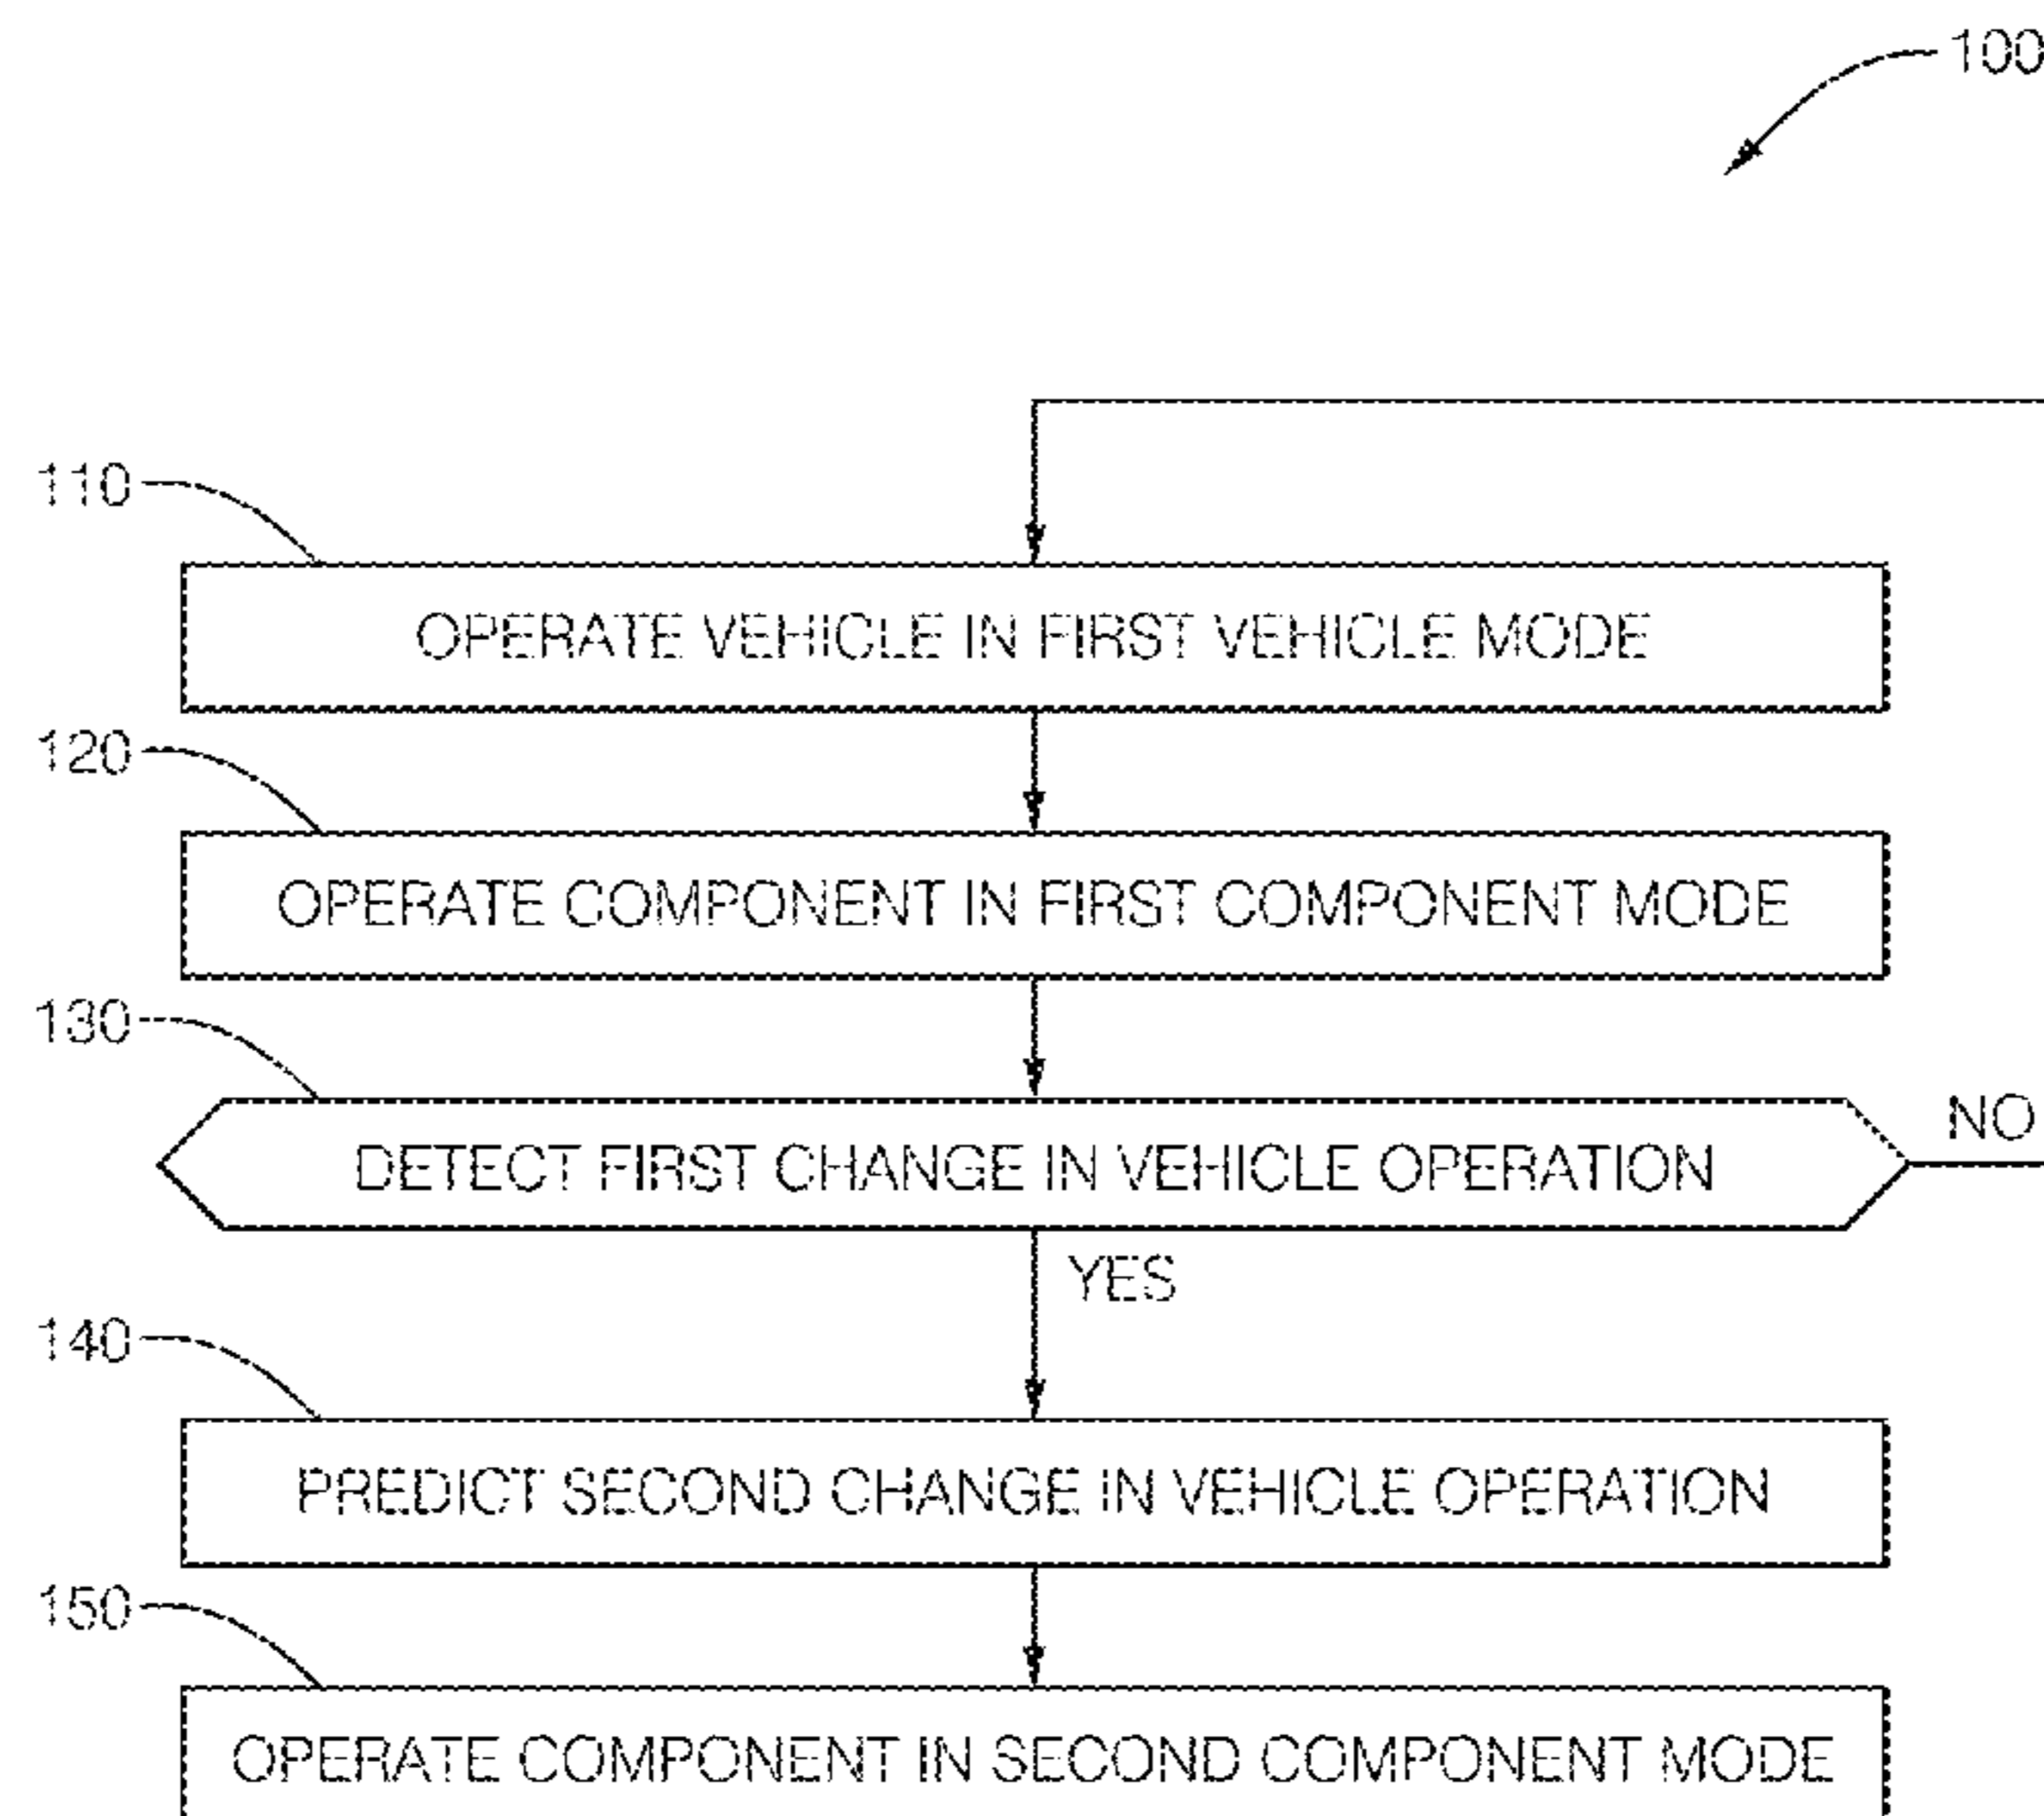 100
110
OPERATE VEHICLE IN FIRST VEHICLE MODE
120
OPERATE COMPONENT IN FIRST COMPONENT MODE
130
DETECT FIRST CHANGE IN VEHICLE OPERATION
NO
YES
140
PREDICT SECOND CHANGE IN VEHICLE OPERATION
150
OPERATE COMPONENT IN SECOND COMPONENT MODE